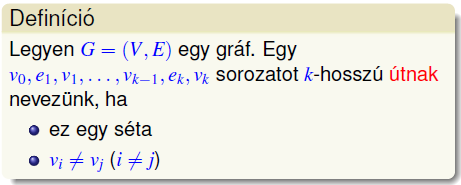 Definíció
Legyen G = (V, E) egy gráf. Egy
v₀, e₁, v₁, . . . , vₖ₋₁, eₖ, vₖ sorozatot k-hosszú útnak
nevezünk, ha
• ez egy séta
• vᵢ ≠ vⱼ (i ≠ j)